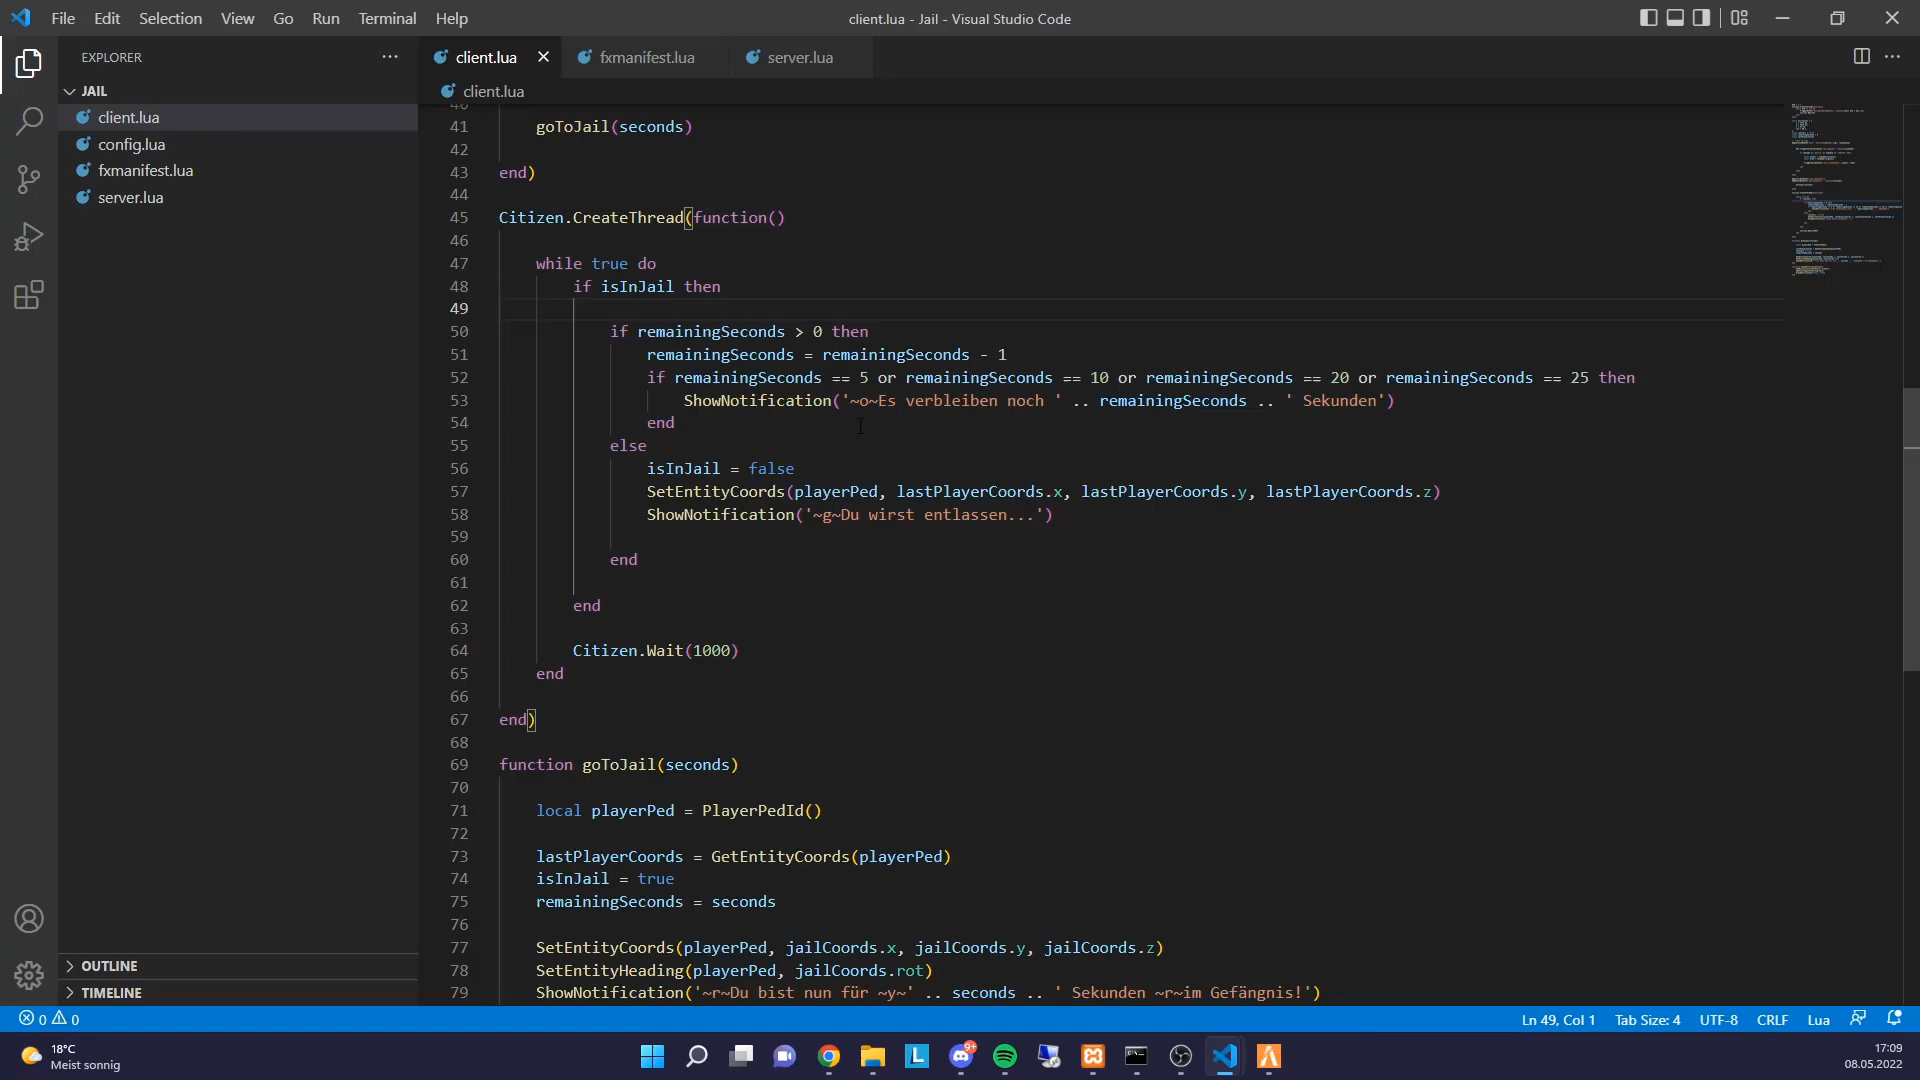 File Edit Selection View Go Run Terminal Help
client.lua - Jail - Visual Studio Code
EXPLORER
JAIL
client.lua
config.lua
fxmanifest.lua
server.lua
OUTLINE
TIMELINE
client.lua fxmanifest.lua server.lua
client.lua
40
41 goToJail(seconds)
42
43 end)
44
45 Citizen.CreateThread(function()
46
47 while true do
48 if isInJail then
49
50 if remainingSeconds > 0 then
51 remainingSeconds = remainingSeconds - 1
52 if remainingSeconds == 5 or remainingSeconds == 10 or remainingSeconds == 20 or remainingSeconds == 25 then
53 ShowNotification('~o~Es verbleiben noch ' .. remainingSeconds .. ' Sekunden')
54 end
55 else
56 isInJail = false
57 SetEntityCoords(playerPed, lastPlayerCoords.x, lastPlayerCoords.y, lastPlayerCoords.z)
58 ShowNotification('~g~Du wirst entlassen...')
59
60 end
61
62 end
63
64 Citizen.Wait(1000)
65 end
66
67 end)
68
69 function goToJail(seconds)
70
71 local playerPed = PlayerPedId()
72
73 lastPlayerCoords = GetEntityCoords(playerPed)
74 isInJail = true
75 remainingSeconds = seconds
76
77 SetEntityCoords(playerPed, jailCoords.x, jailCoords.y, jailCoords.z)
78 SetEntityHeading(playerPed, jailCoords.rot)
79 ShowNotification('~r~Du bist nun für ~y~' .. seconds .. ' Sekunden ~r~im Gefängnis!')
0 0
Ln 49, Col 1 Tab Size: 4 UTF-8 CRLF Lua
18°C
Meist sonnig
L
9+
17:09
08.05.2022